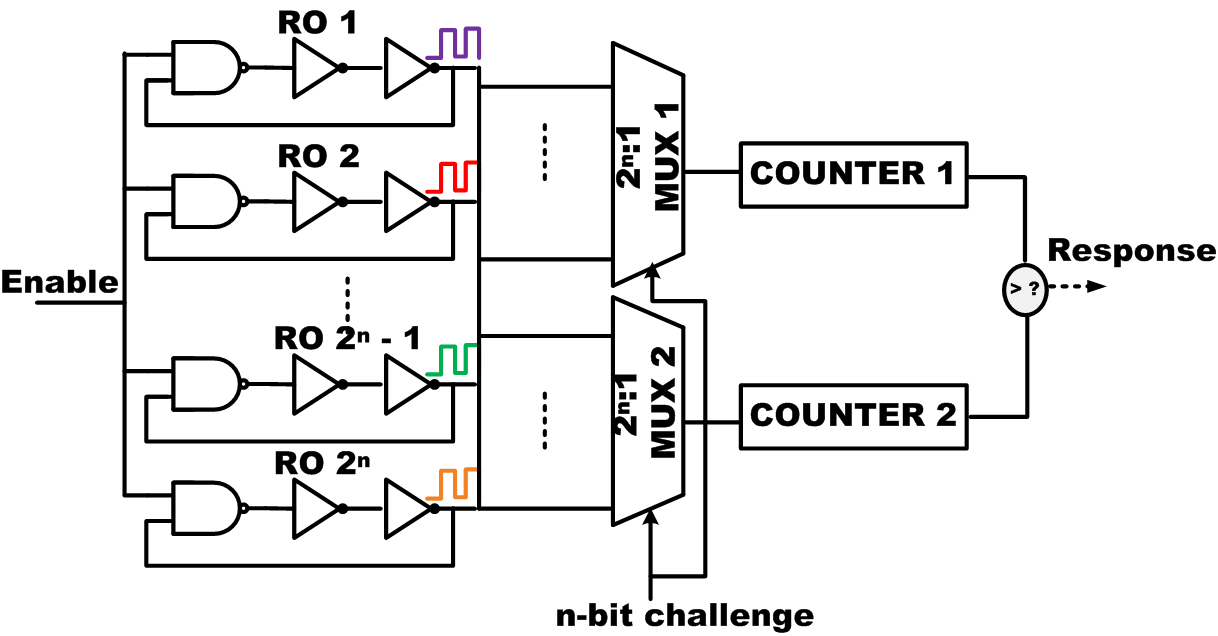 RO 1
RO 2
Enable
RO 2ⁿ - 1
RO 2ⁿ
2ⁿ:1
MUX 1
2ⁿ:1
MUX 2
COUNTER 1
COUNTER 2
> ?
Response
n-bit challenge